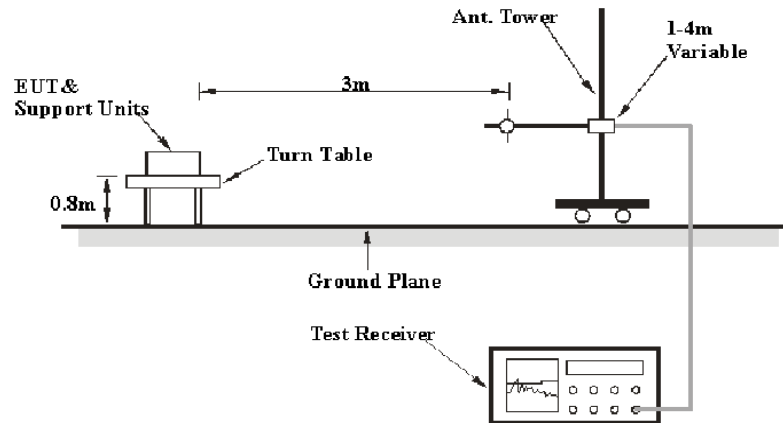 Ant. Tower
1-4m
Variable
EUT&
Support Units
3m
Turn Table
0.8m
Ground Plane
Test Receiver